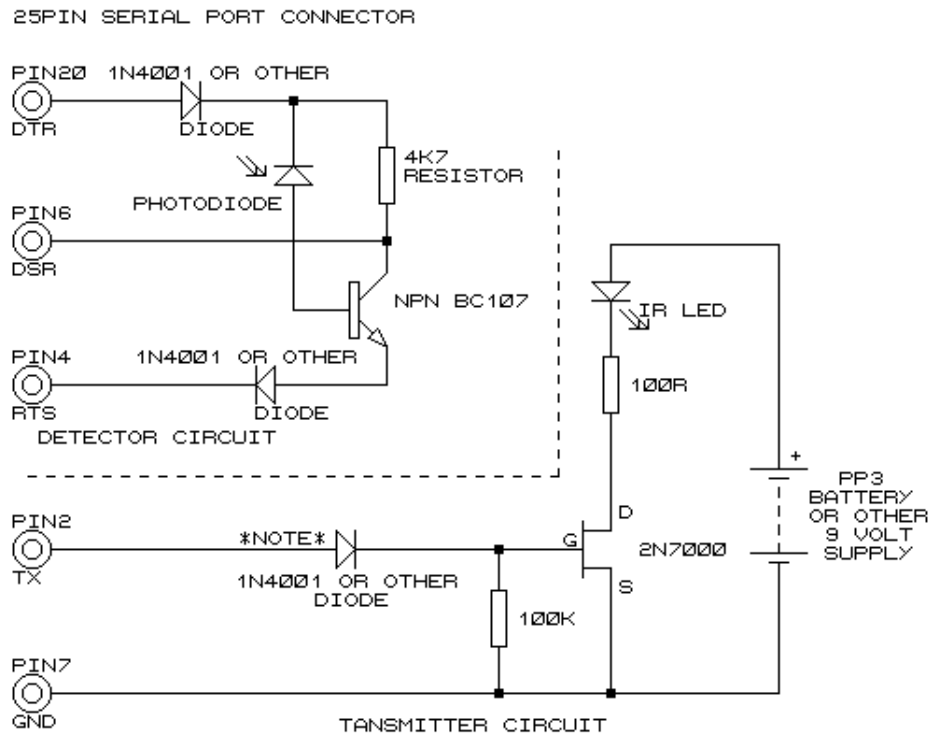 25PIN SERIAL PORT CONNECTOR
PIN20 1N4001 OR OTHER
DTR
DIODE
4K7
RESISTOR
PHOTODIODE
PIN6
DSR
NPN BC107
IR LED
PIN4
1N4001 OR OTHER
100R
RTS
DIODE
DETECTOR CIRCUIT
+
PP3
BATTERY
OR OTHER
9 VOLT
SUPPLY
PIN2
*NOTE*
TX
1N4001 OR OTHER
DIODE
G
D
S
2N7000
100K
PIN7
GND
TANSMITTER CIRCUIT